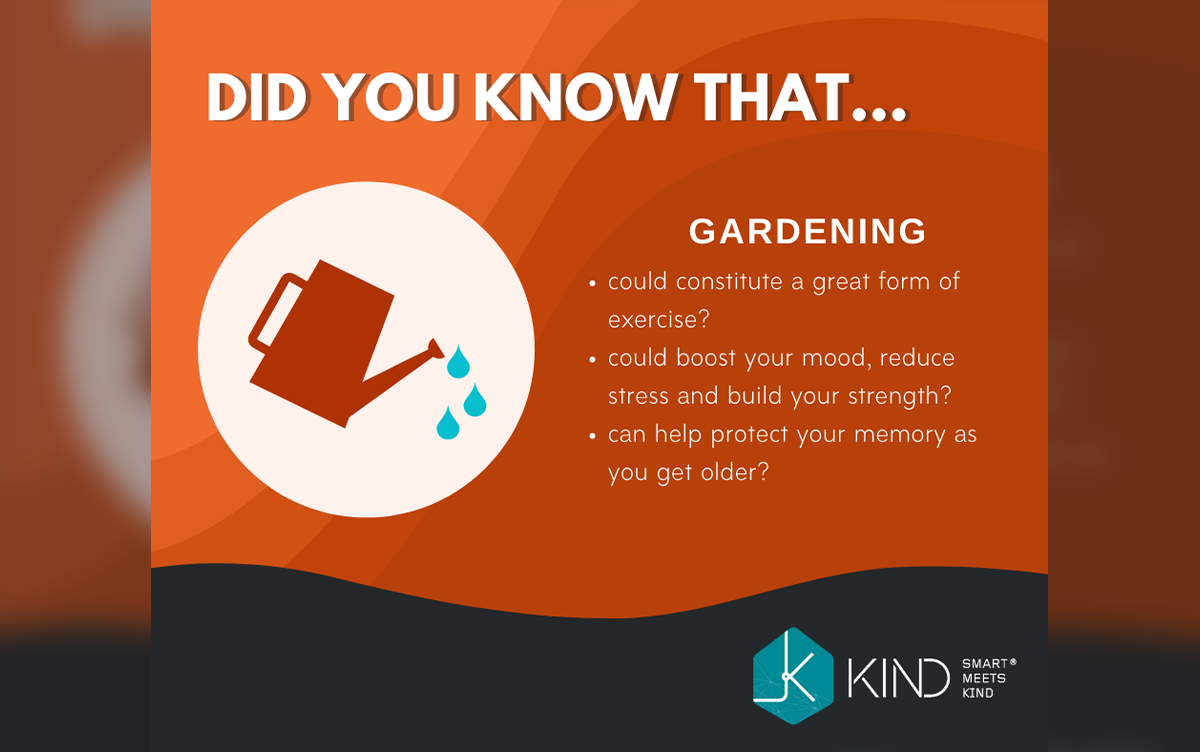 DID YOU KNOW THAT...
GARDENING
• could constitute a great form of
exercise?
• could boost your mood, reduce
stress and build your strength?
• can help protect your memory as
you get older?
K
KIND
SMART®
MEETS
KIND